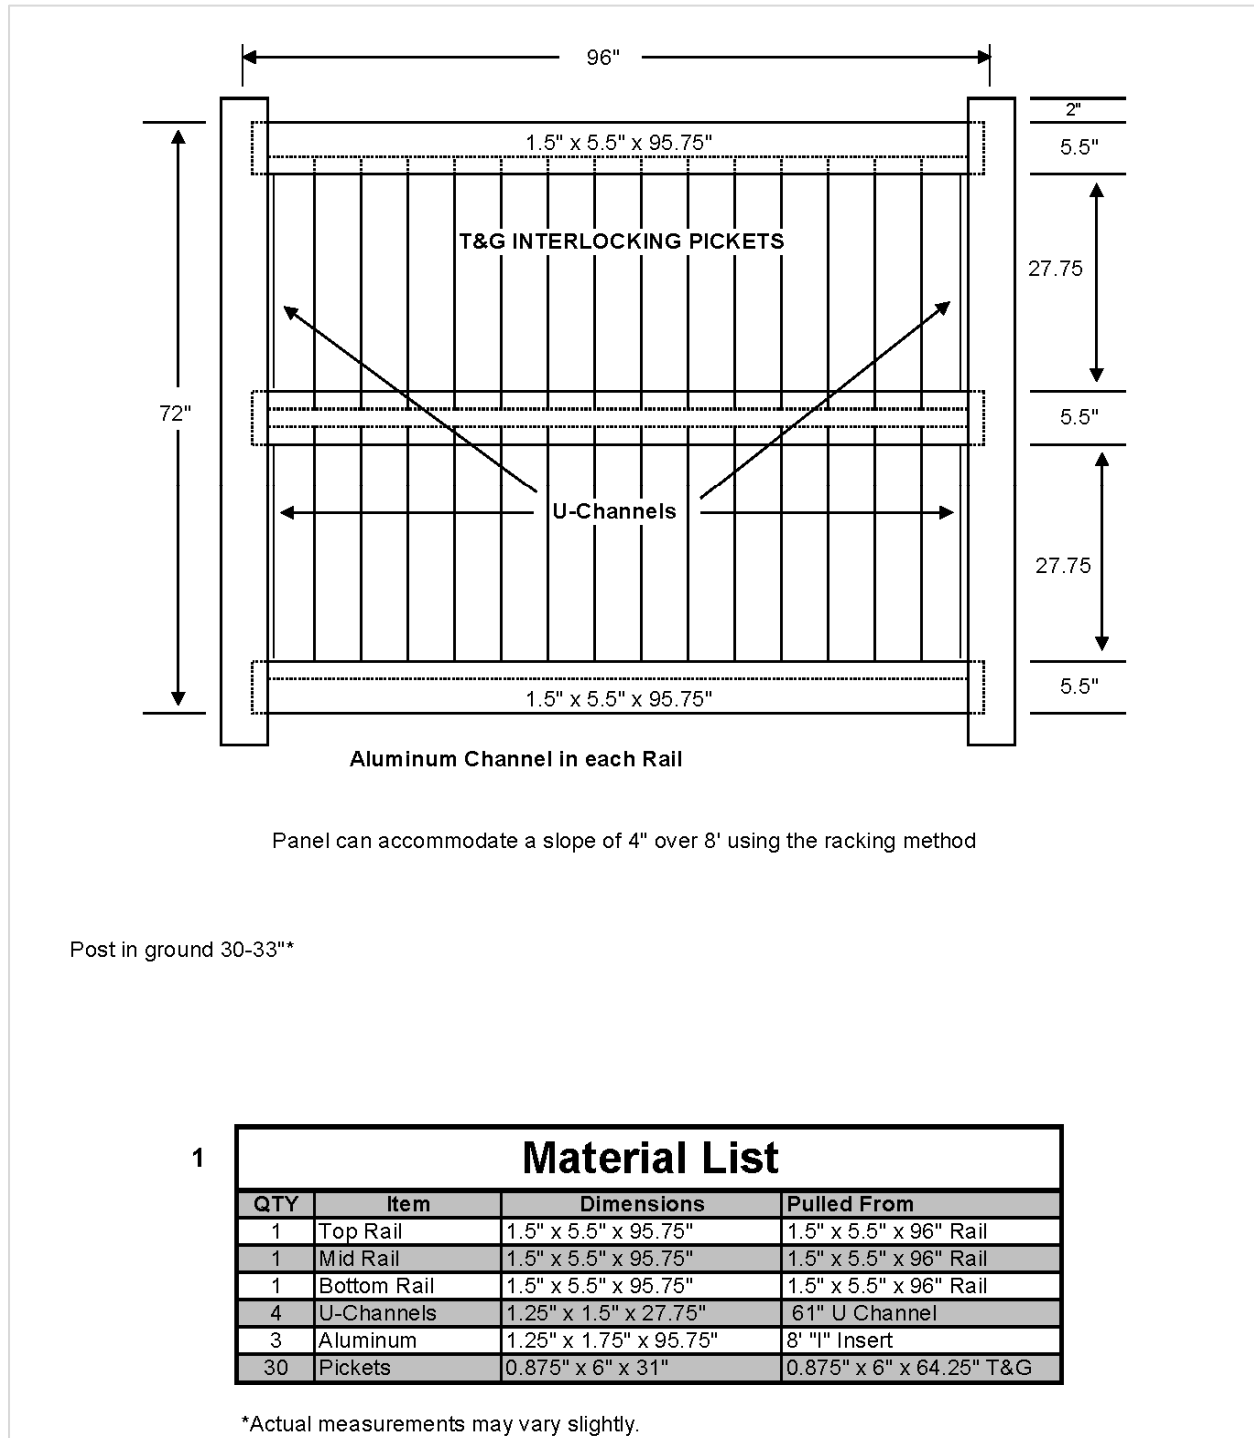 96"
2"
1.5" x 5.5" x 95.75"
5.5"
T&G INTERLOCKING PICKETS
27.75
72"
5.5"
U-Channels
27.75
1.5" x 5.5" x 95.75"
5.5"
Aluminum Channel in each Rail
Panel can accommodate a slope of 4" over 8' using the racking method
Post in ground 30-33"*
1
Material List
QTY Item Dimensions Pulled From
1 Top Rail 1.5" x 5.5" x 95.75" 1.5" x 5.5" x 96" Rail
1 Mid Rail 1.5" x 5.5" x 95.75" 1.5" x 5.5" x 96" Rail
1 Bottom Rail 1.5" x 5.5" x 95.75" 1.5" x 5.5" x 96" Rail
4 U-Channels 1.25" x 1.5" x 27.75" 61" U Channel
3 Aluminum 1.25" x 1.75" x 95.75" 8' "I" Insert
30 Pickets 0.875" x 6" x 31" 0.875" x 6" x 64.25" T&G
*Actual measurements may vary slightly.